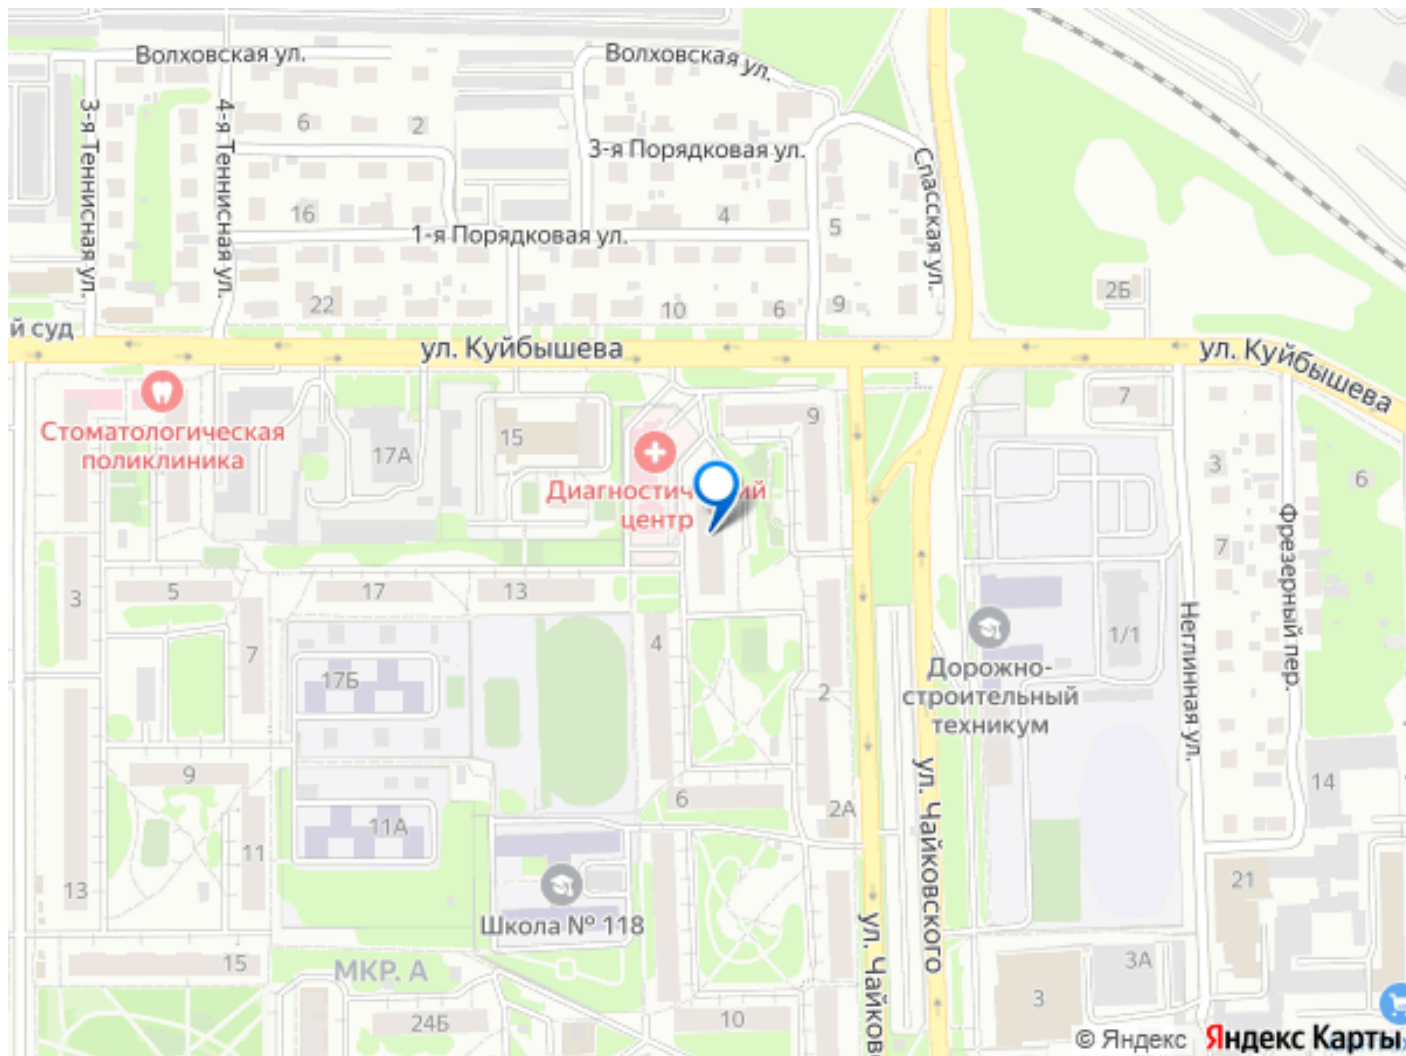 Волховская ул.
Волховская ул.
3-я Теннисная ул.
4-я Теннисная ул.
6
2
3-я Порядковая ул.
Спасская ул.
16
4
5
1-я Порядковая ул.
22
10
6
9
2Б
й суд
ул. Куйбышева
ул. Куйбышева
Стоматологическая
поликлиника
17А
15
9
7
Диагностич
ий
центр
3
6
7
Фрезерный пер.
3
5
17
13
Неглинная ул.
1/1
7
4
17Б
2
Дорожно-
строительный
техникум
9
6
2А
14
11А
11
ул. Чайковского
13
21
Школа № 118
ул. Чайковс
15
МКР. А
3А
3
24Б
10
© Яндекс Яндекс Карты